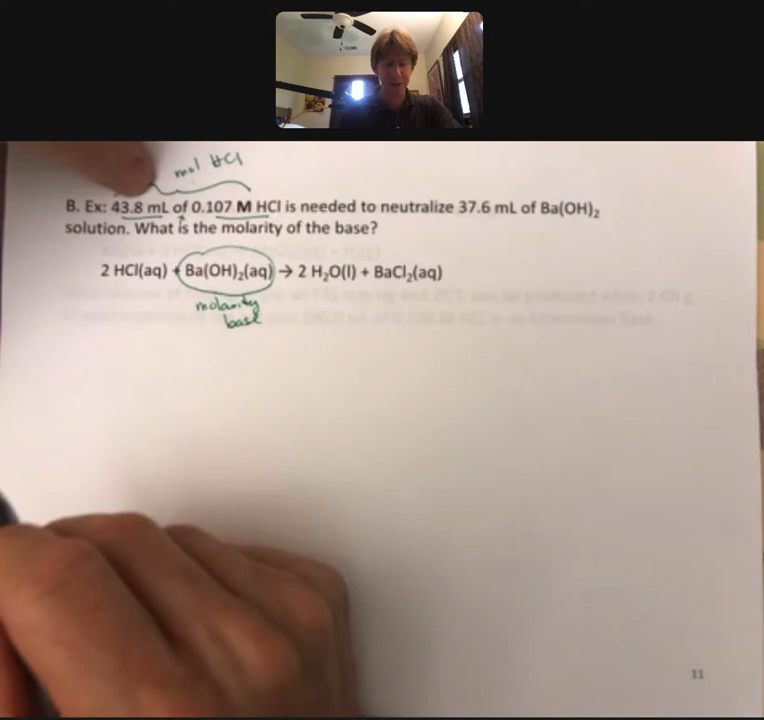 mol HCl
B. Ex: 43.8 mL of 0.107 M HCl is needed to neutralize 37.6 mL of Ba(OH)₂
solution. What is the molarity of the base?
2 HCl(aq) + Ba(OH)₂(aq) → 2 H₂O(l) + BaCl₂(aq)
molarity
base
11